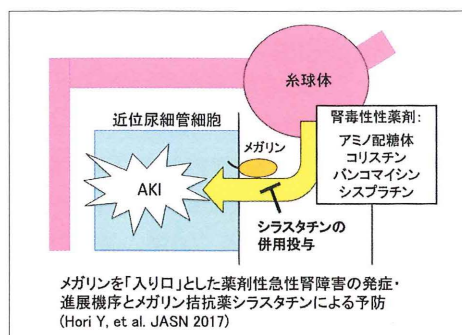 糸球体
近位尿細管細胞
メガリン
腎毒性性薬剤:
アミノ配糖体
コリスチン
バンコマイシン
シスプラチン
AKI
シラスタチンの
併用投与
メガリンを「入り口」とした薬剤性急性腎障害の発症・
進展機序とメガリン拮抗薬シラスタチンによる予防
(Hori Y, et al. JASN 2017)